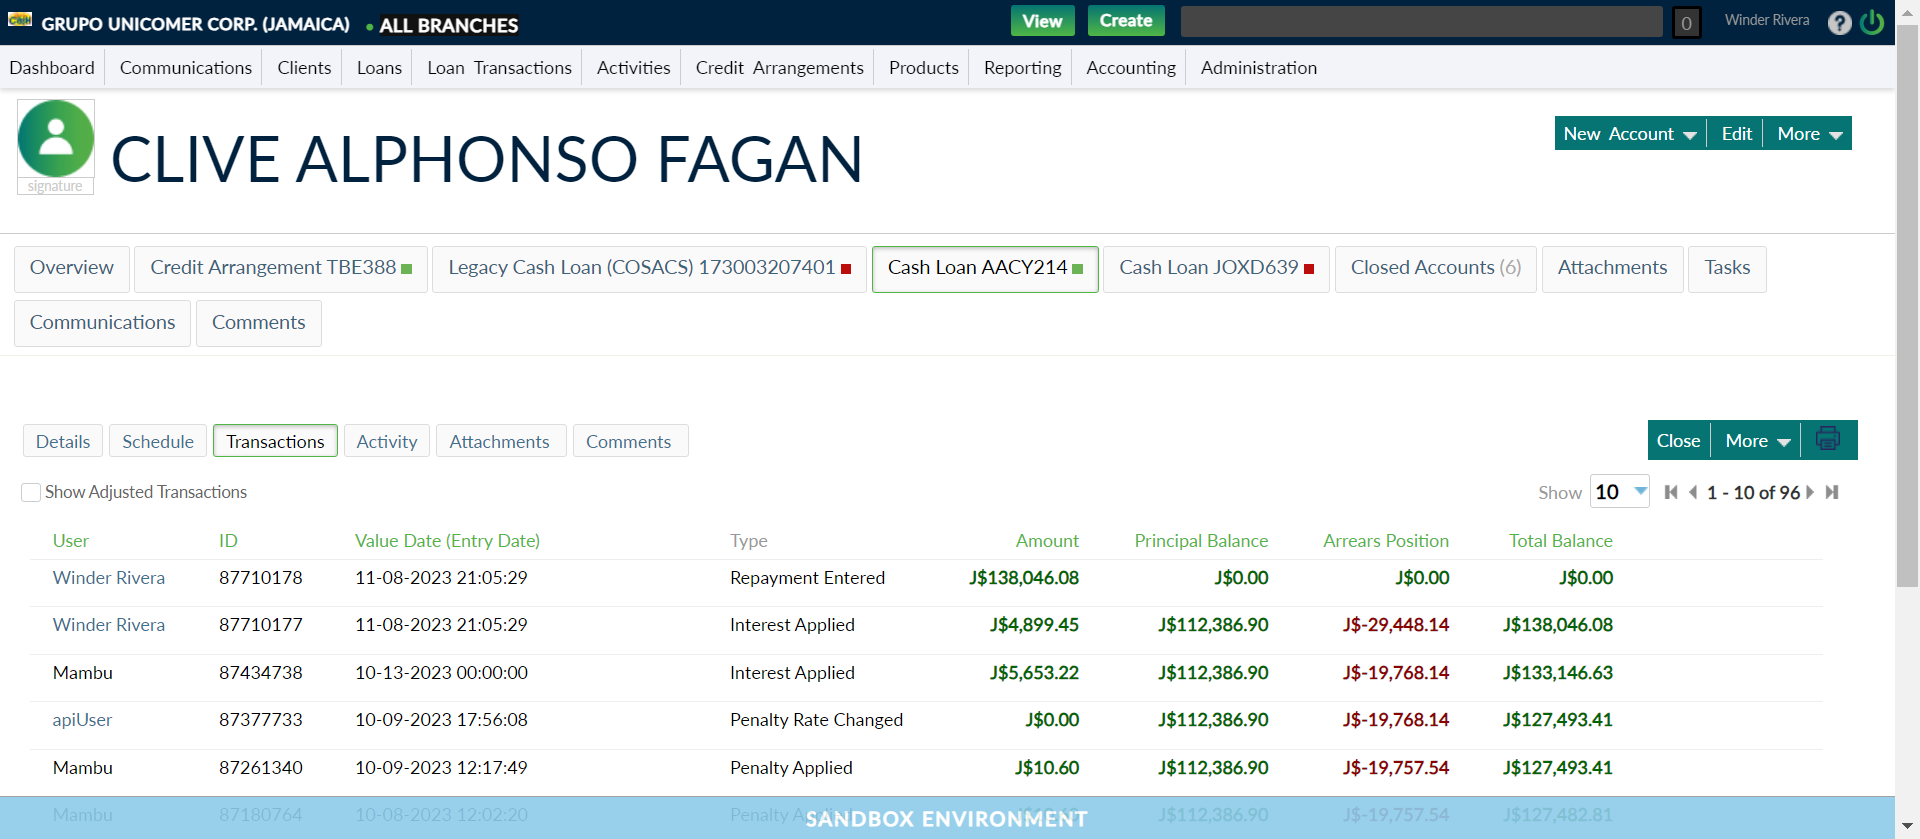 GRUPO UNICOMER CORP. (JAMAICA) • ALL BRANCHES View Create 0 Winder Rivera ?
Dashboard Communications Clients Loans Loan Transactions Activities Credit Arrangements Products Reporting Accounting Administration
signature
CLIVE ALPHONSO FAGAN
New Account Edit More
Overview Credit Arrangement TBE388 Legacy Cash Loan (COSACS) 173003207401 Cash Loan AACY214 Cash Loan JOXD639 Closed Accounts (6) Attachments Tasks
Communications Comments
Details Schedule Transactions Activity Attachments Comments Close More
Show Adjusted Transactions Show 10 1 - 10 of 96
User ID Value Date (Entry Date) Type Amount Principal Balance Arrears Position Total Balance
Winder Rivera 87710178 11-08-2023 21:05:29 Repayment Entered J$138,046.08 J$0.00 J$0.00 J$0.00
Winder Rivera 87710177 11-08-2023 21:05:29 Interest Applied J$4,899.45 J$112,386.90 J$-29,448.14 J$138,046.08
Mambu 87434738 10-13-2023 00:00:00 Interest Applied J$5,653.22 J$112,386.90 J$-19,768.14 J$133,146.63
apiUser 87377733 10-09-2023 17:56:08 Penalty Rate Changed J$0.00 J$112,386.90 J$-19,768.14 J$127,493.41
Mambu 87261340 10-09-2023 12:17:49 Penalty Applied J$10.60 J$112,386.90 J$-19,757.54 J$127,493.41
Mambu 87180764 10-08-2023 12:02:20 Penalty J$112,386.90 J$-19,757.54 J$127,482.81
SANDBOX ENVIRONMENT